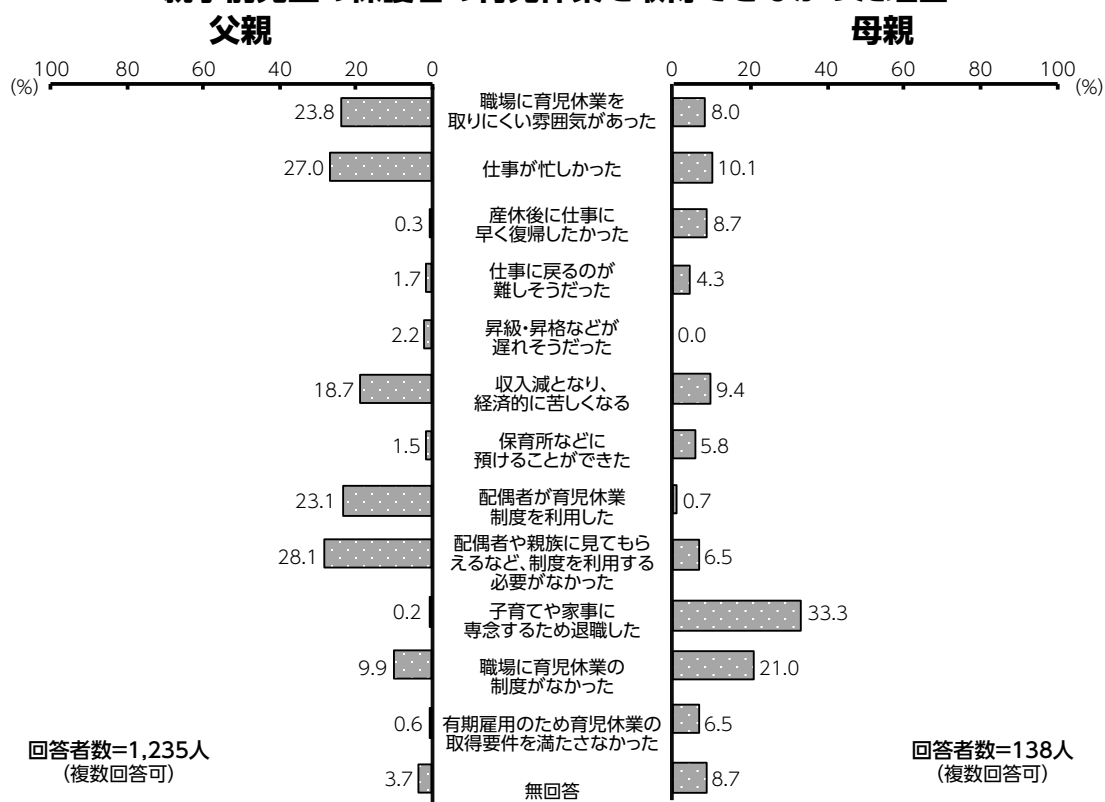 父親
母親
100 80 60 40 20 0
(%)
0 20 40 60 80 100
(%)
23.8
職場に育児休業を
取りにくい雰囲気があった
8.0
27.0
仕事が忙しかった
10.1
0.3
産休後に仕事に
早く復帰したかった
8.7
1.7
仕事に戻るのが
難しそうだった
4.3
2.2
昇級・昇格などが
遅れそうだった
0.0
18.7
収入減となり、
経済的に苦しくなる
9.4
1.5
保育所などに
預けることができた
5.8
23.1
配偶者が育児休業
制度を利用した
0.7
28.1
配偶者や親族に見てもら
えるなど、制度を利用する
必要がなかった
6.5
0.2
子育てや家事に
専念するため退職した
33.3
9.9
職場に育児休業の
制度がなかった
21.0
0.6
有期雇用のため育児休業の
取得要件を満たさなかった
6.5
3.7
無回答
8.7
回答者数=1,235人
(複数回答可)
回答者数=138人
(複数回答可)